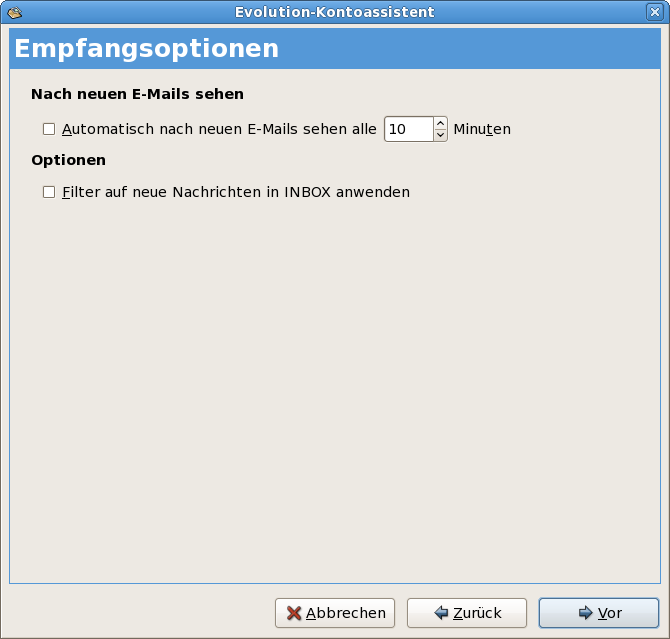 Evolution-Kontoassistent
Empfangsoptionen
Nach neuen E-Mails sehen
Automatisch nach neuen E-Mails sehen alle 10 Minuten
Optionen
Filter auf neue Nachrichten in INBOX anwenden
Abbrechen Zurück Vor